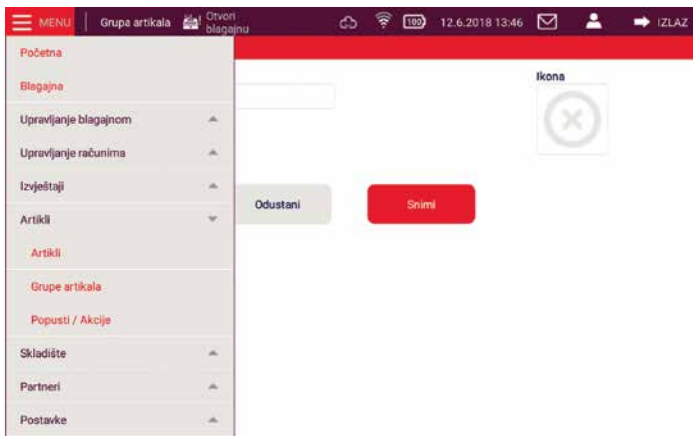 MENU Grupa artikala Otvori blagajnu 100 12.6.2018 13:46 IZLAZ
Početna
Blagajna
Upravljanje blagajnom
Upravljanje računima
Izvještaji
Artikli
Artikli
Grupe artikala
Popusti / Akcije
Skladište
Partneri
Postavke
Ikona
Odustani
Snimi